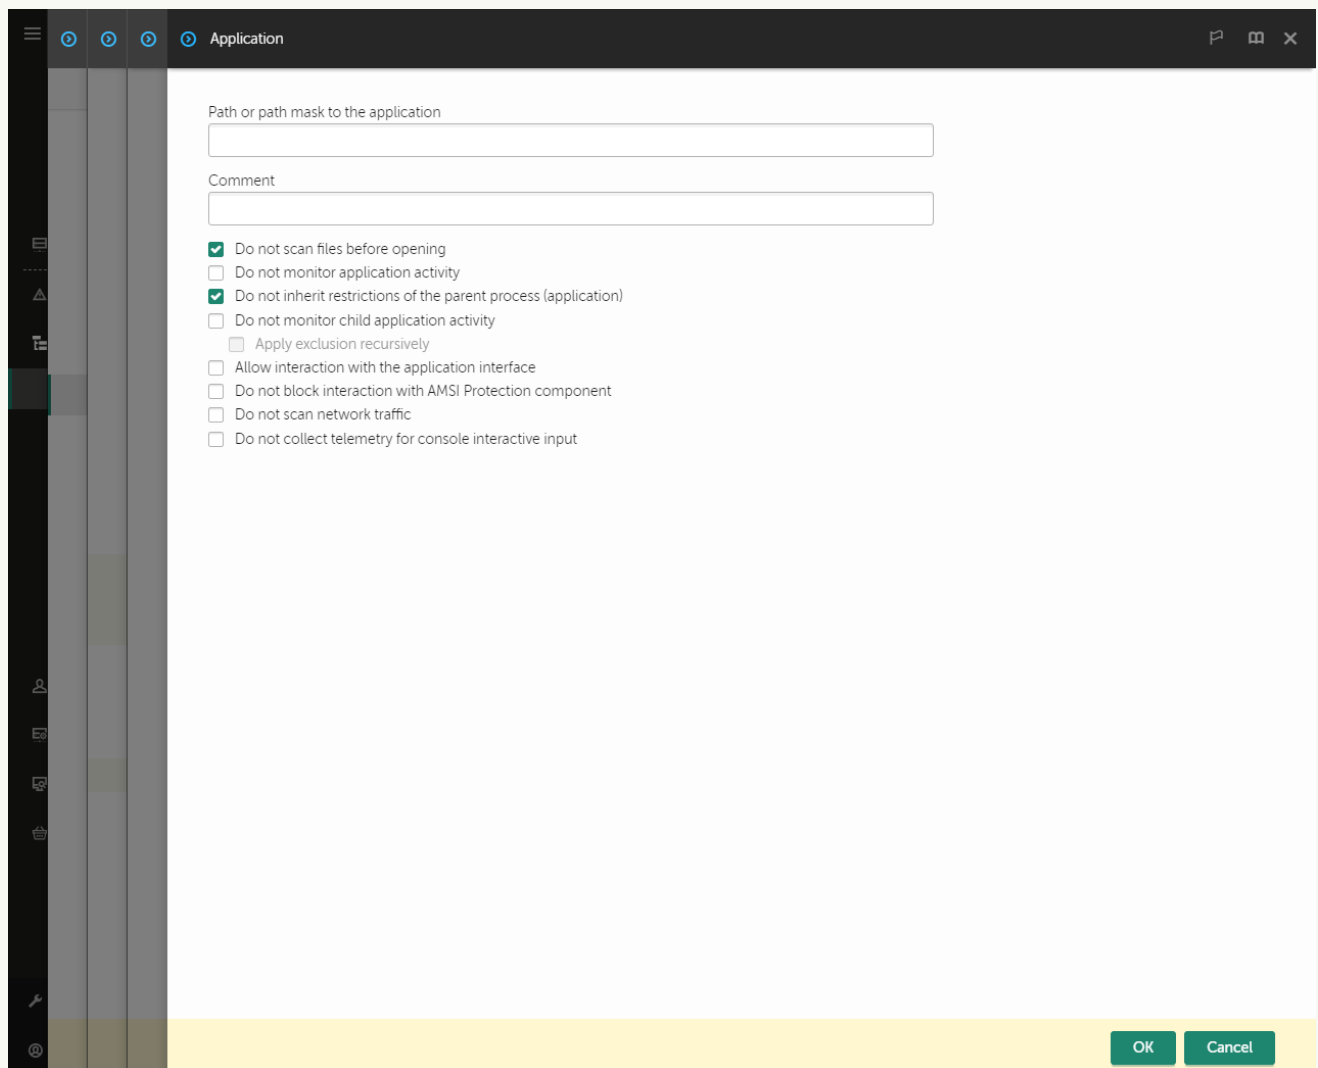 Application
Path or path mask to the application
Comment
Do not scan files before opening
Do not monitor application activity
Do not inherit restrictions of the parent process (application)
Do not monitor child application activity
Apply exclusion recursively
Allow interaction with the application interface
Do not block interaction with AMSI Protection component
Do not scan network traffic
Do not collect telemetry for console interactive input
OK Cancel